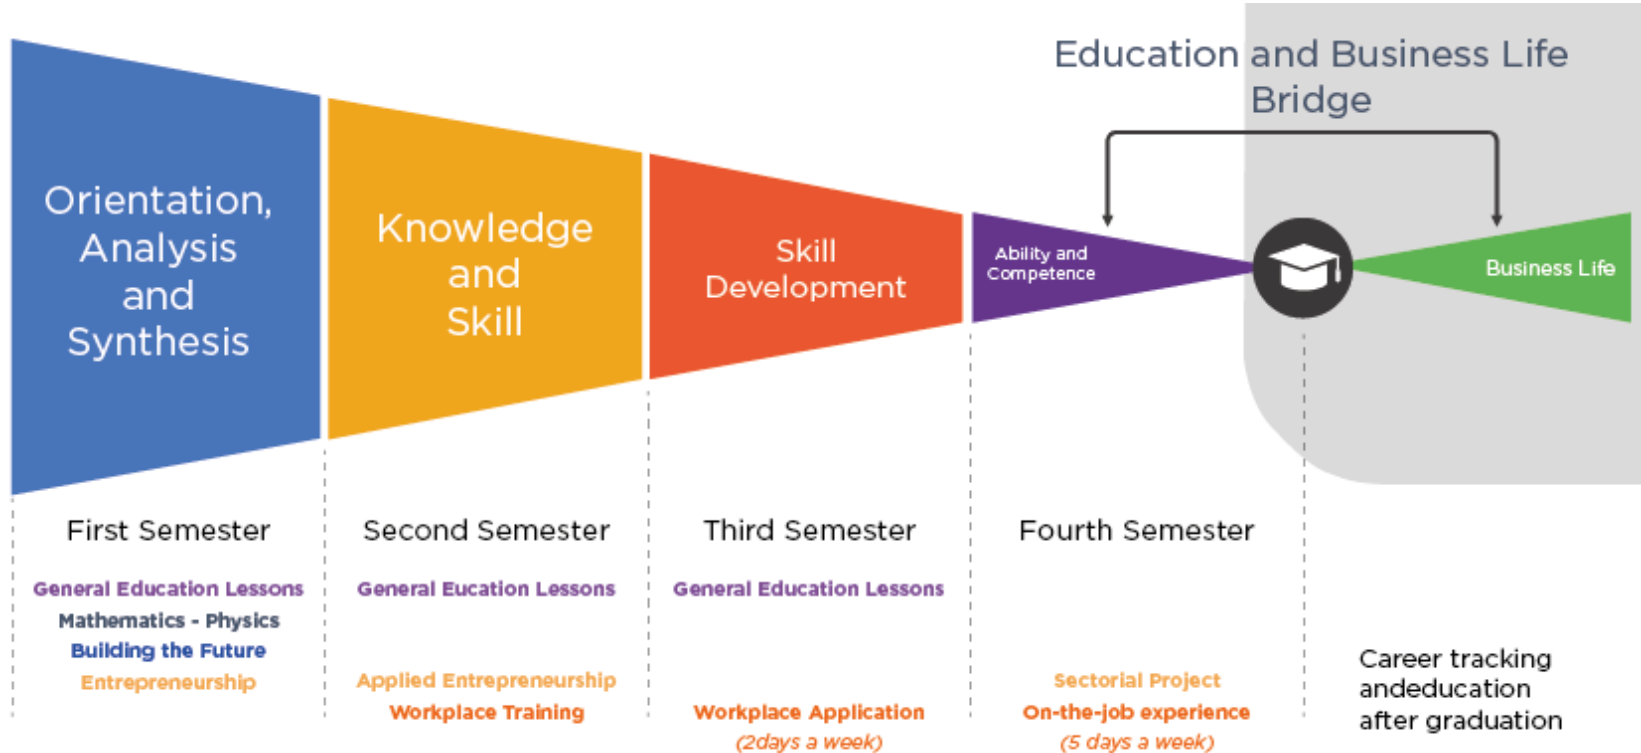 Education and Business Life
Bridge
Orientation,
Analysis
and
Synthesis
Knowledge
and
Skill
Skill
Development
Ability and
Competence
Business Life
First Semester
General Education Lessons
Mathematics - Physics
Building the Future
Entrepreneurship
Second Semester
General Eucation Lessons
Applied Entrepreneurship
Workplace Training
Third Semester
General Education Lessons
Workplace Application
(2days a week)
Fourth Semester
Sectorial Project
On-the-job experience
(5 days a week)
Career tracking
andeducation
after graduation